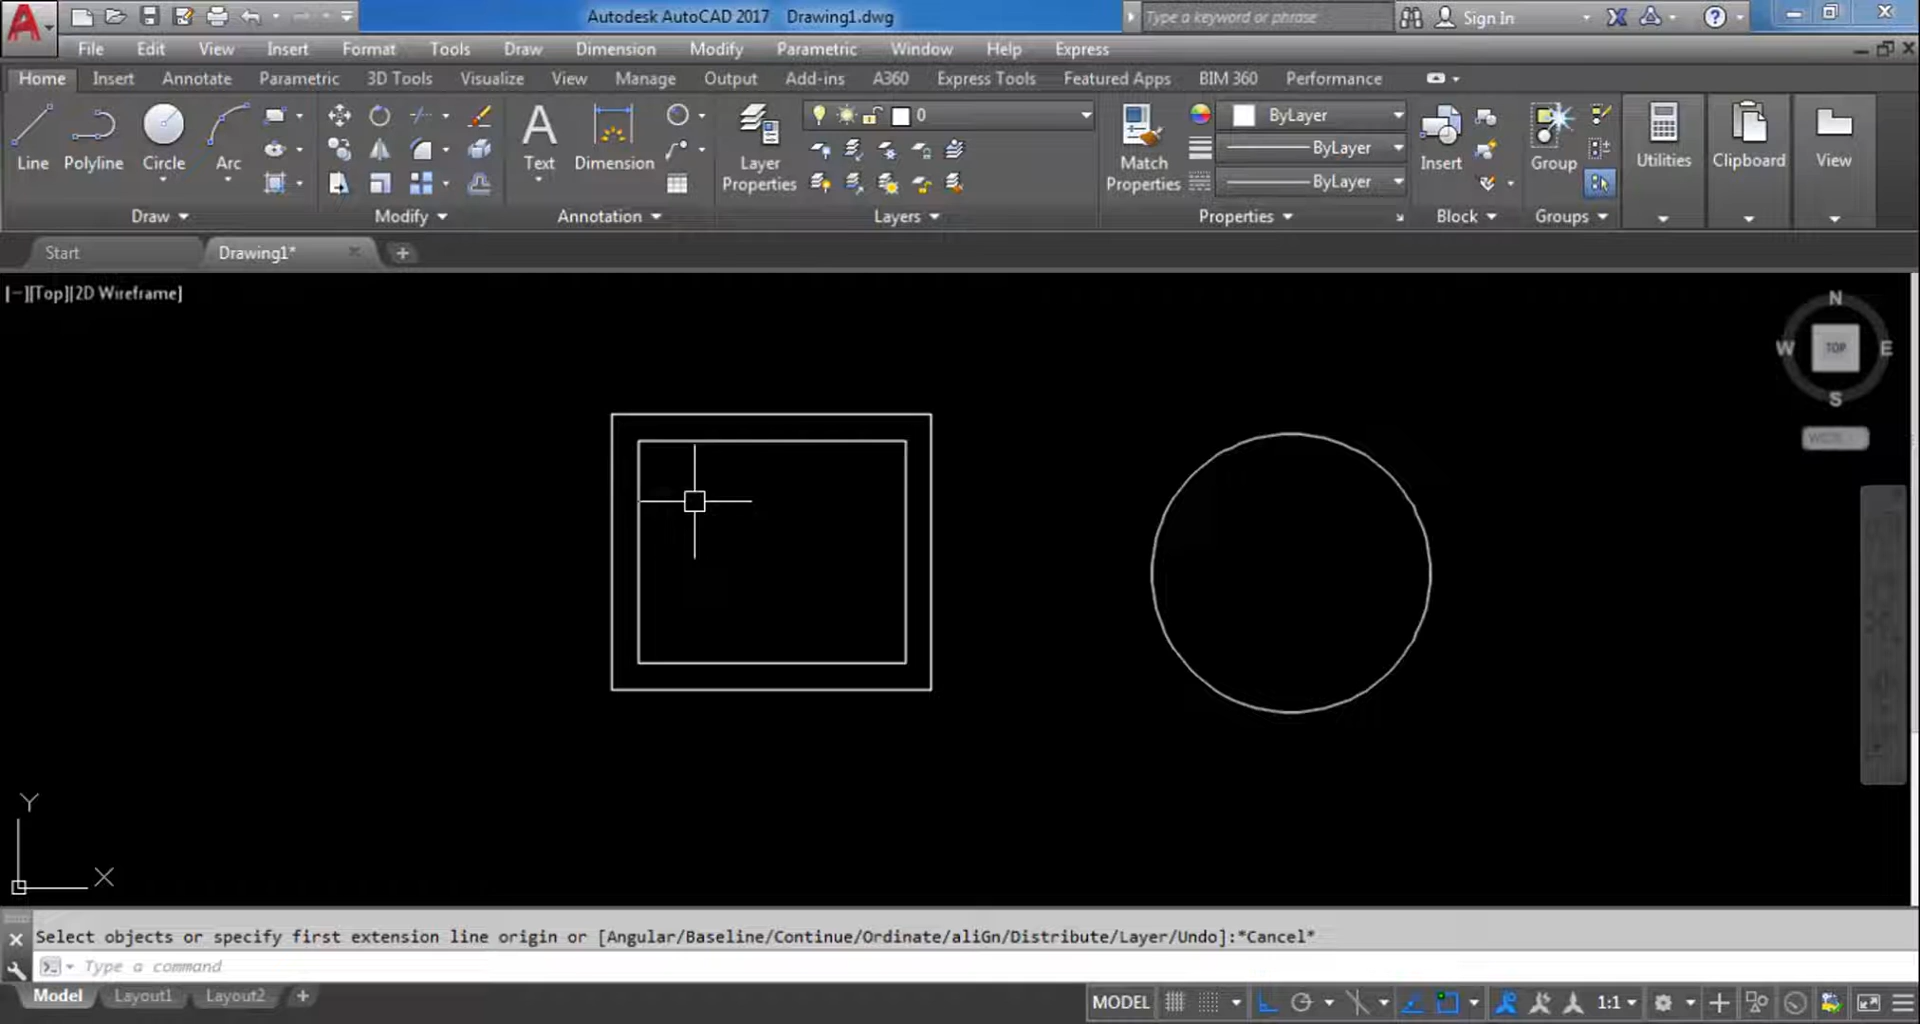 Autodesk AutoCAD 2017 Drawing1.dwg
Type a keyword or phrase
Sign In
File Edit View Insert Format Tools Draw Dimension Modify Parametric Window Help Express
Home Insert Annotate Parametric 3D Tools Visualize View Manage Output Add-ins A360 Express Tools Featured Apps BIM 360 Performance
0
ByLayer
ByLayer
ByLayer
Line Polyline Circle Arc
Text Dimension
Layer Properties
Match Properties
Insert
Group
Utilities Clipboard View
Draw Modify Annotation Layers Properties Block Groups
Start Drawing1*
[−][Top][2D Wireframe]
N
W TOP E
S
Y
X
Select objects or specify first extension line origin or [Angular/Baseline/Continue/Ordinate/aliGn/Distribute/Layer/Undo]:*Cancel*
Type a command
Model Layout1 Layout2 +
MODEL 1:1